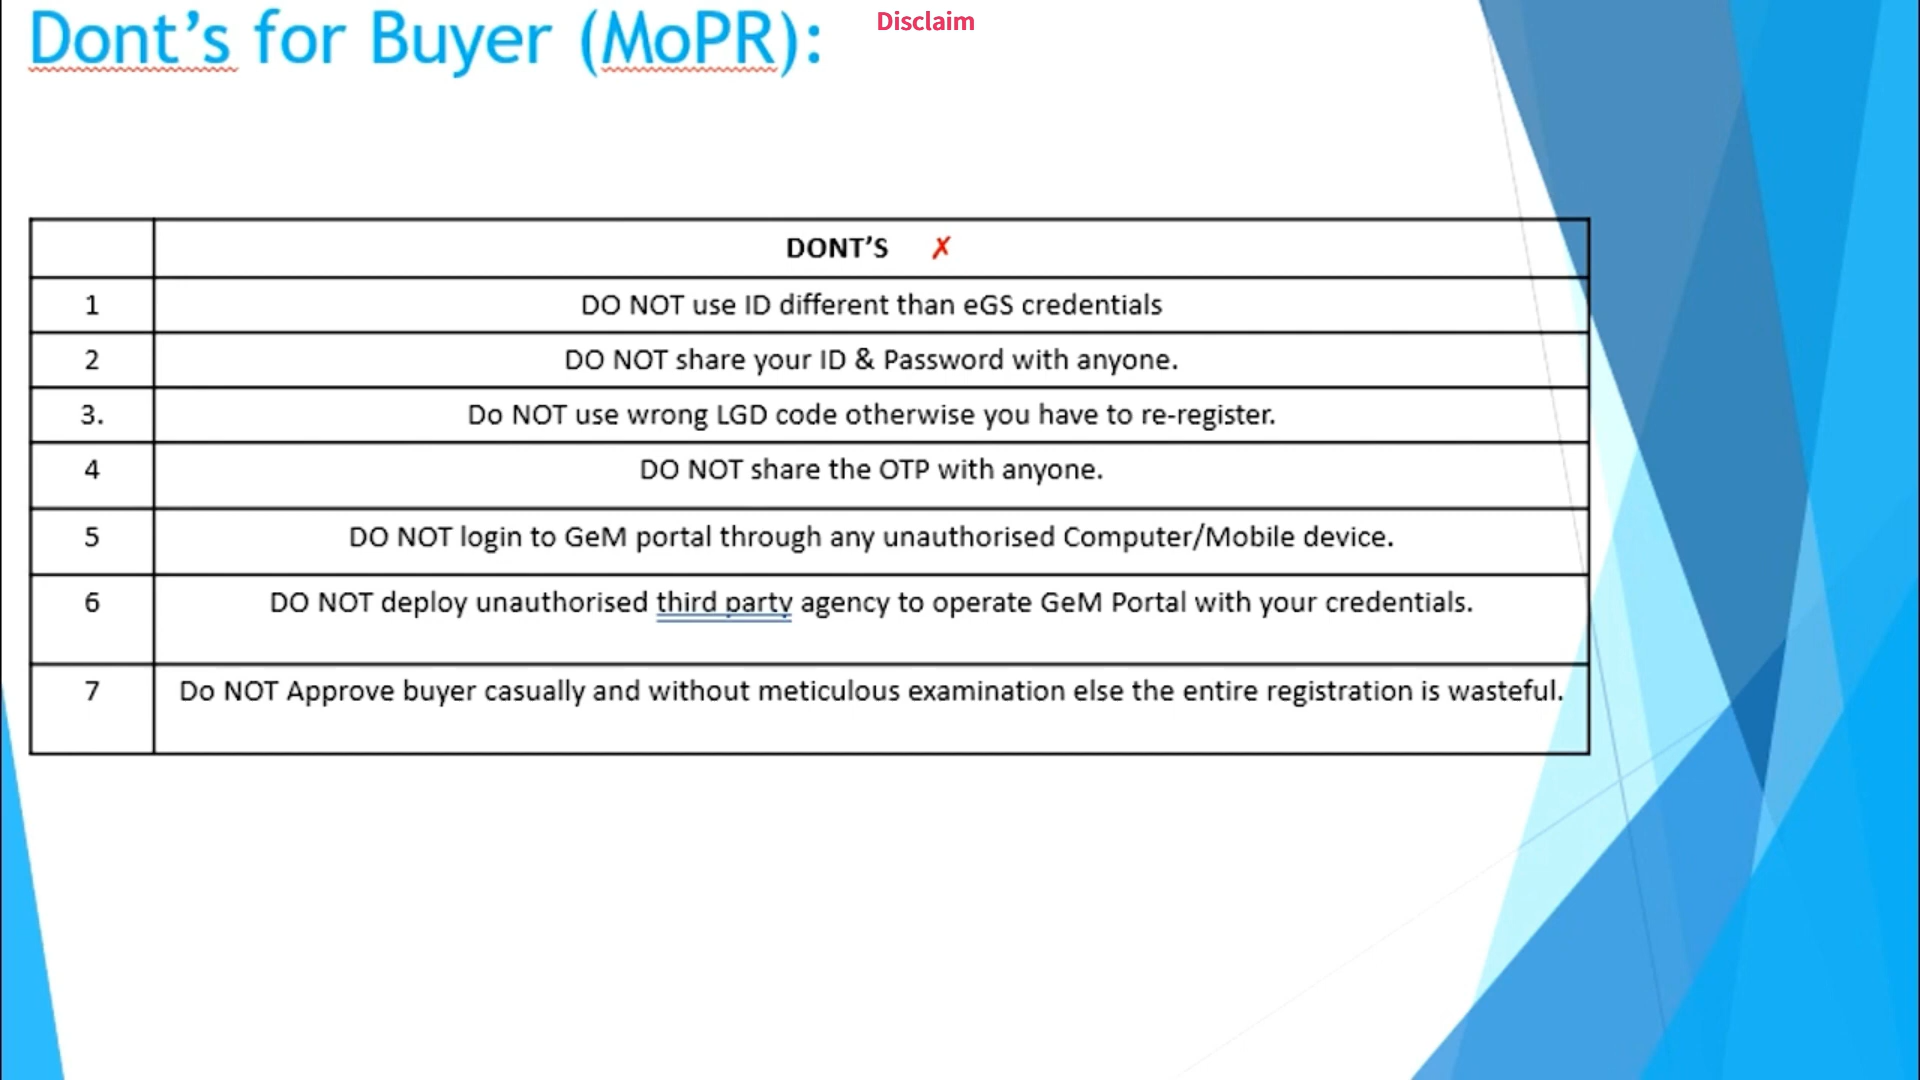 Dont’s for Buyer (MoPR):
Disclaim
DONT’S ✗
1 DO NOT use ID different than eGS credentials
2 DO NOT share your ID & Password with anyone.
3. Do NOT use wrong LGD code otherwise you have to re-register.
4 DO NOT share the OTP with anyone.
5 DO NOT login to GeM portal through any unauthorised Computer/Mobile device.
6 DO NOT deploy unauthorised third party agency to operate GeM Portal with your credentials.
7 Do NOT Approve buyer casually and without meticulous examination else the entire registration is wasteful.